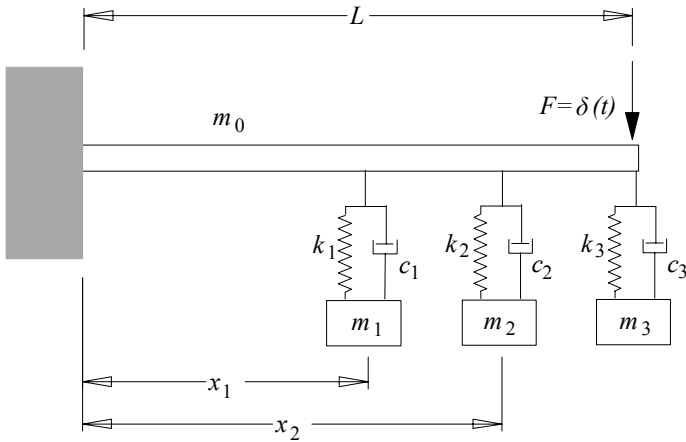 L
F=δ(t)
m₀
k₁ c₁ k₂ c₂ k₃ c₃
m₁ m₂ m₃
x₁
x₂